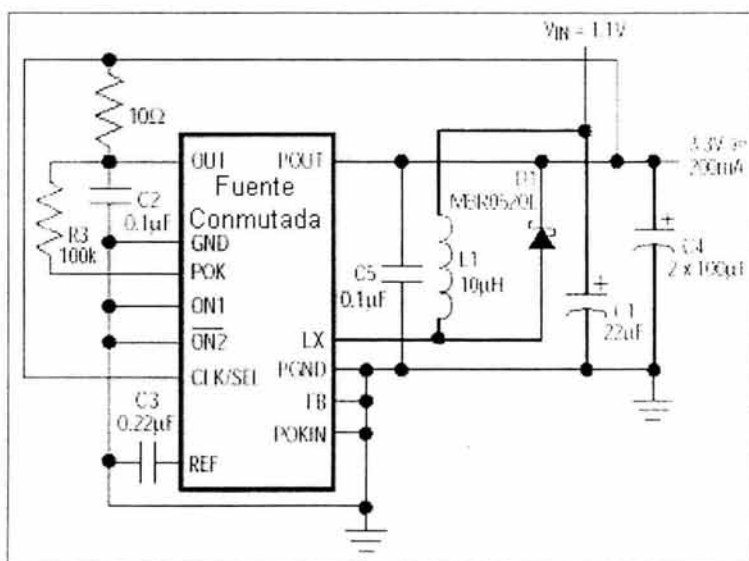 VIN = 1.1V
10Ω
OUT
POUT
3.3V @
200mA
Fuente
Conmutada
D1
MBR0520L
C2
0.1µF
R3
100k
GND
POK
C5
0.1µF
L1
10µH
C4
2 x 100µF
ON1
C1
22µF
ON2
LX
CLK/SEL
PGND
C3
0.22µF
FB
POKIN
REF